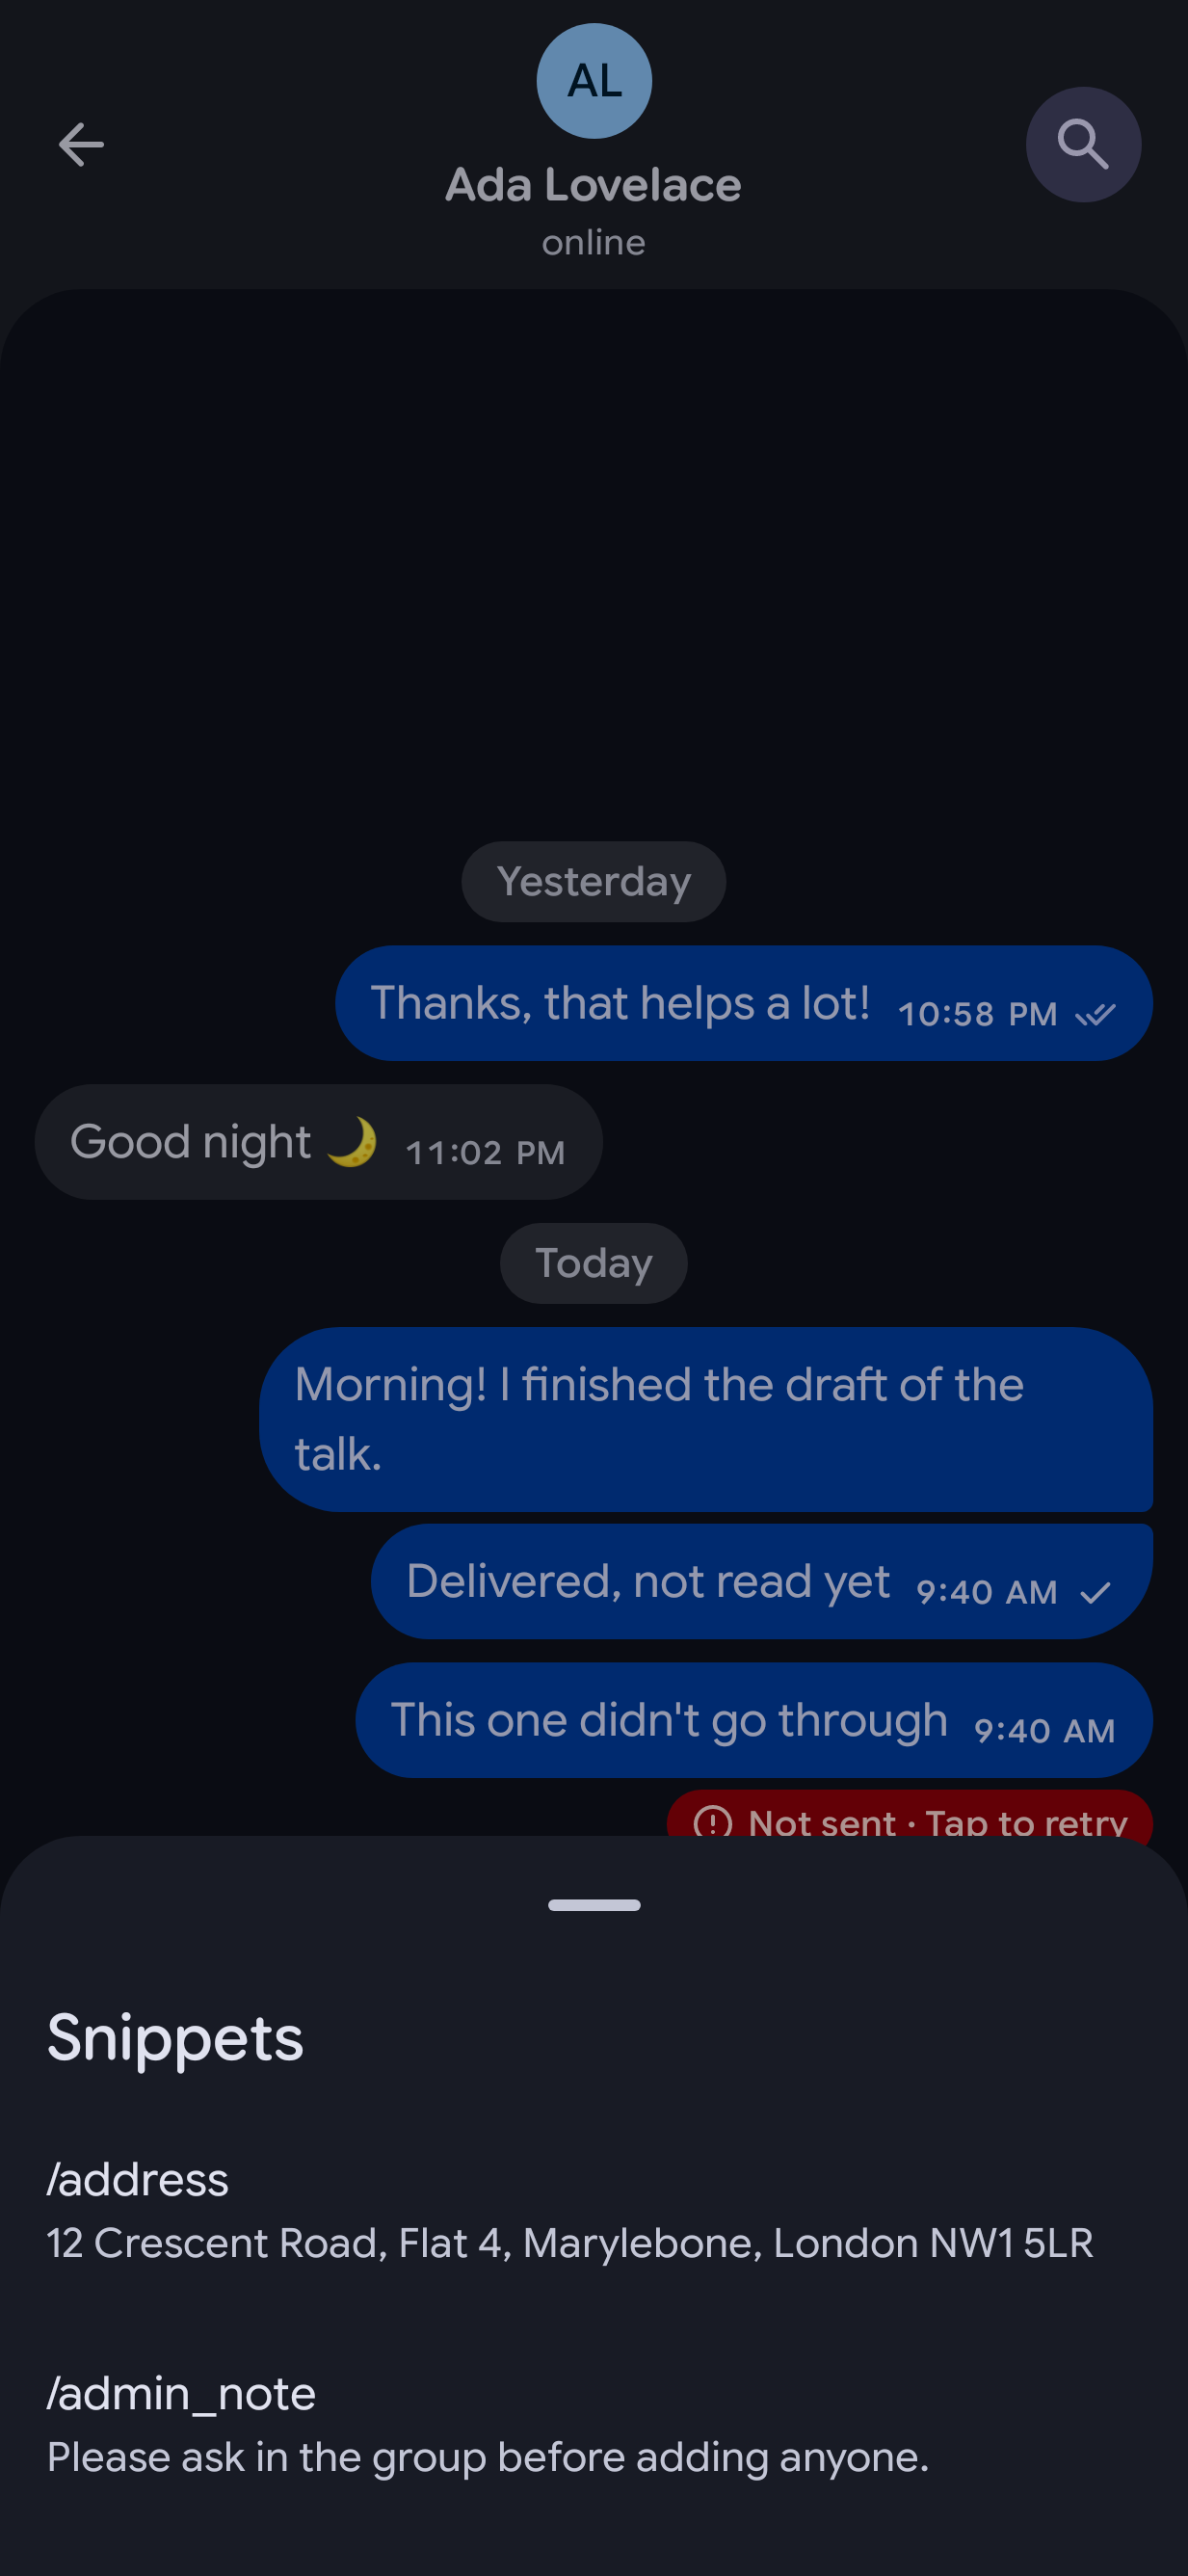 AL
Ada Lovelace
online
Yesterday
Thanks, that helps a lot! 10:58 PM
Good night 🌙 11:02 PM
Today
Morning! I finished the draft of the
talk.
Delivered, not read yet 9:40 AM
This one didn't go through 9:40 AM
Not sent · Tap to retry
Snippets
/address
12 Crescent Road, Flat 4, Marylebone, London NW1 5LR
/admin_note
Please ask in the group before adding anyone.